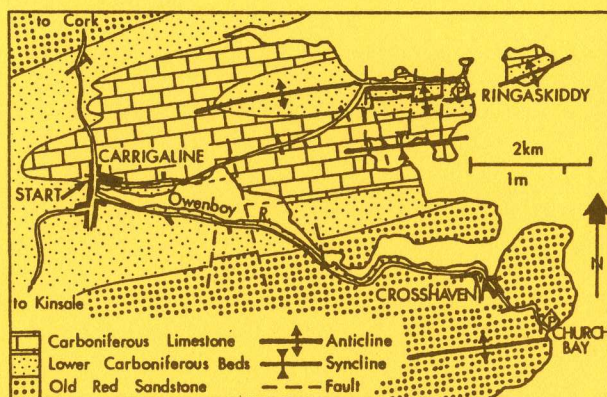 to Cork
P
RINGASKIDDY
CARRIGALINE
START
2km
1m
Owenboy
R.
N
to Kinsale
CROSSHAVEN
P
CHURCH
BAY
Carboniferous Limestone
Anticline
Lower Carboniferous Beds
Syncline
Old Red Sandstone
Fault